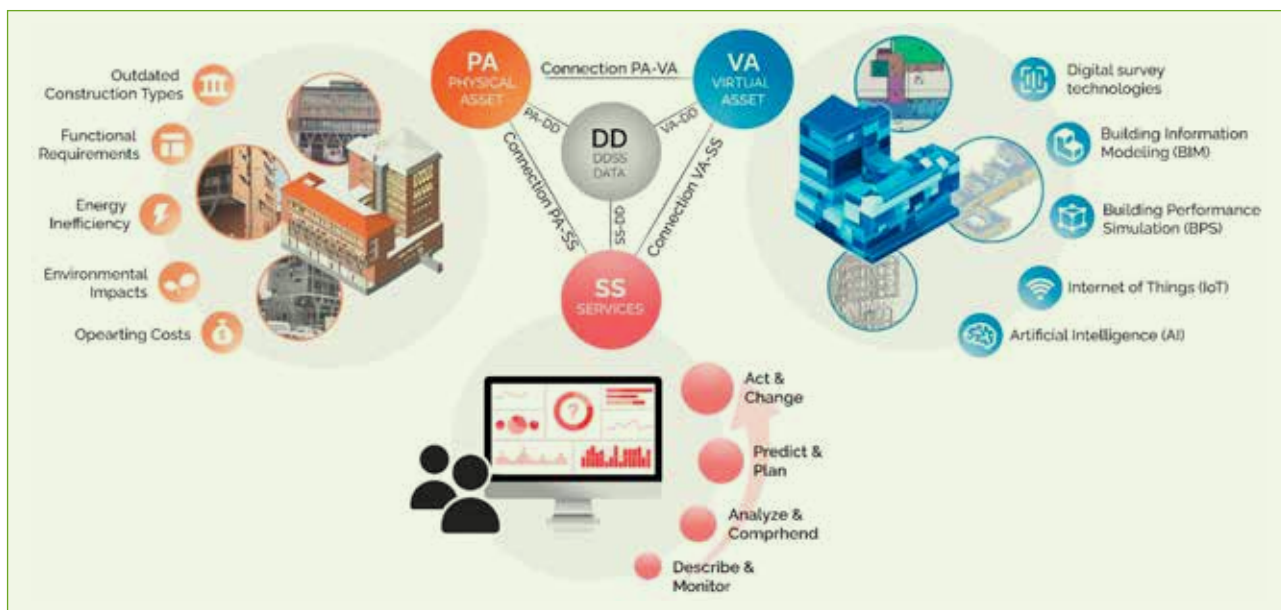 Outdated
Construction Types
Functional
Requirements
Energy
Inefficiency
Environmental
Impacts
Opearting Costs
$
PA
PHYSICAL
ASSET
Connection PA-VA
VA
VIRTUAL
ASSET
PA-DD
VA-DD
DD
DDSS
DATA
Connection PA-SS
SS-DD
Connection VA-SS
SS
SERVICES
Digital survey
technologies
Building Information
Modeling (BIM)
Building Performance
Simulation (BPS)
Internet of Things (IoT)
Artificial Intelligence (AI)
?
Act &
Change
Predict &
Plan
Analyze &
Comprhend
Describe &
Monitor